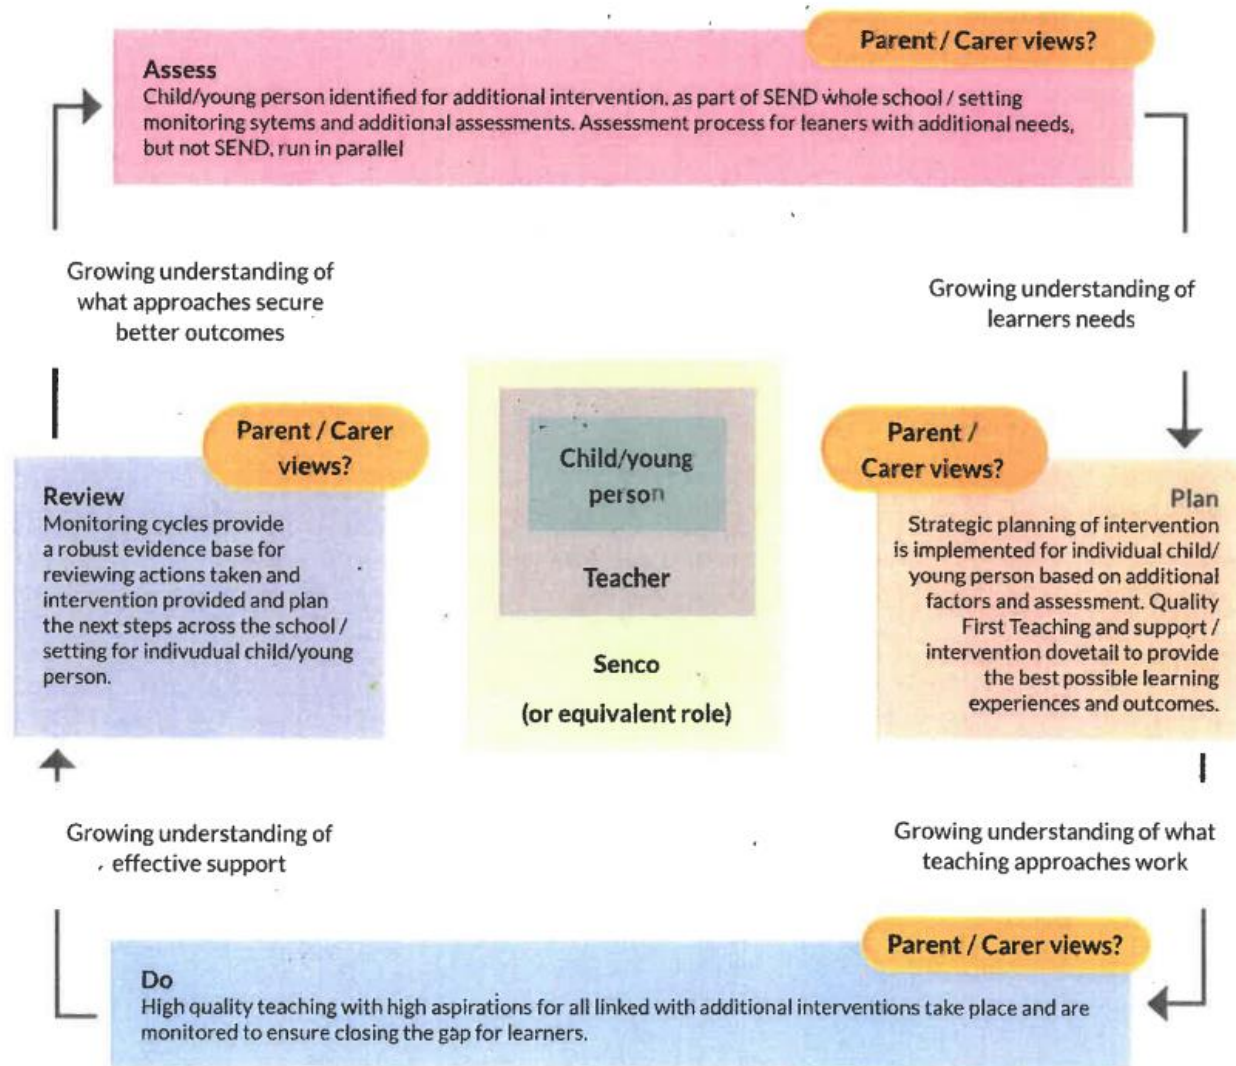 Parent / Carer views?
Assess
Child/young person identified for additional intervention, as part of SEND whole school / setting
monitoring sytems and additional assessments. Assessment process for leaners with additional needs,
but not SEND, run in parallel
Growing understanding of
what approaches secure
better outcomes
Growing understanding of
learners needs
Parent / Carer
views?
Review
Monitoring cycles provide
a robust evidence base for
reviewing actions taken and
intervention provided and plan
the next steps across the school /
setting for indivudual child/young
person.
Child/young
person
Teacher
Senco
(or equivalent role)
Parent /
Carer views?
Plan
Strategic planning of intervention
is implemented for individual child/
young person based on additional
factors and assessment. Quality
First Teaching and support /
intervention dovetail to provide
the best possible learning
experiences and outcomes.
Growing understanding of
effective support
Growing understanding of what
teaching approaches work
Parent / Carer views?
Do
High quality teaching with high aspirations for all linked with additional interventions take place and are
monitored to ensure closing the gap for learners.